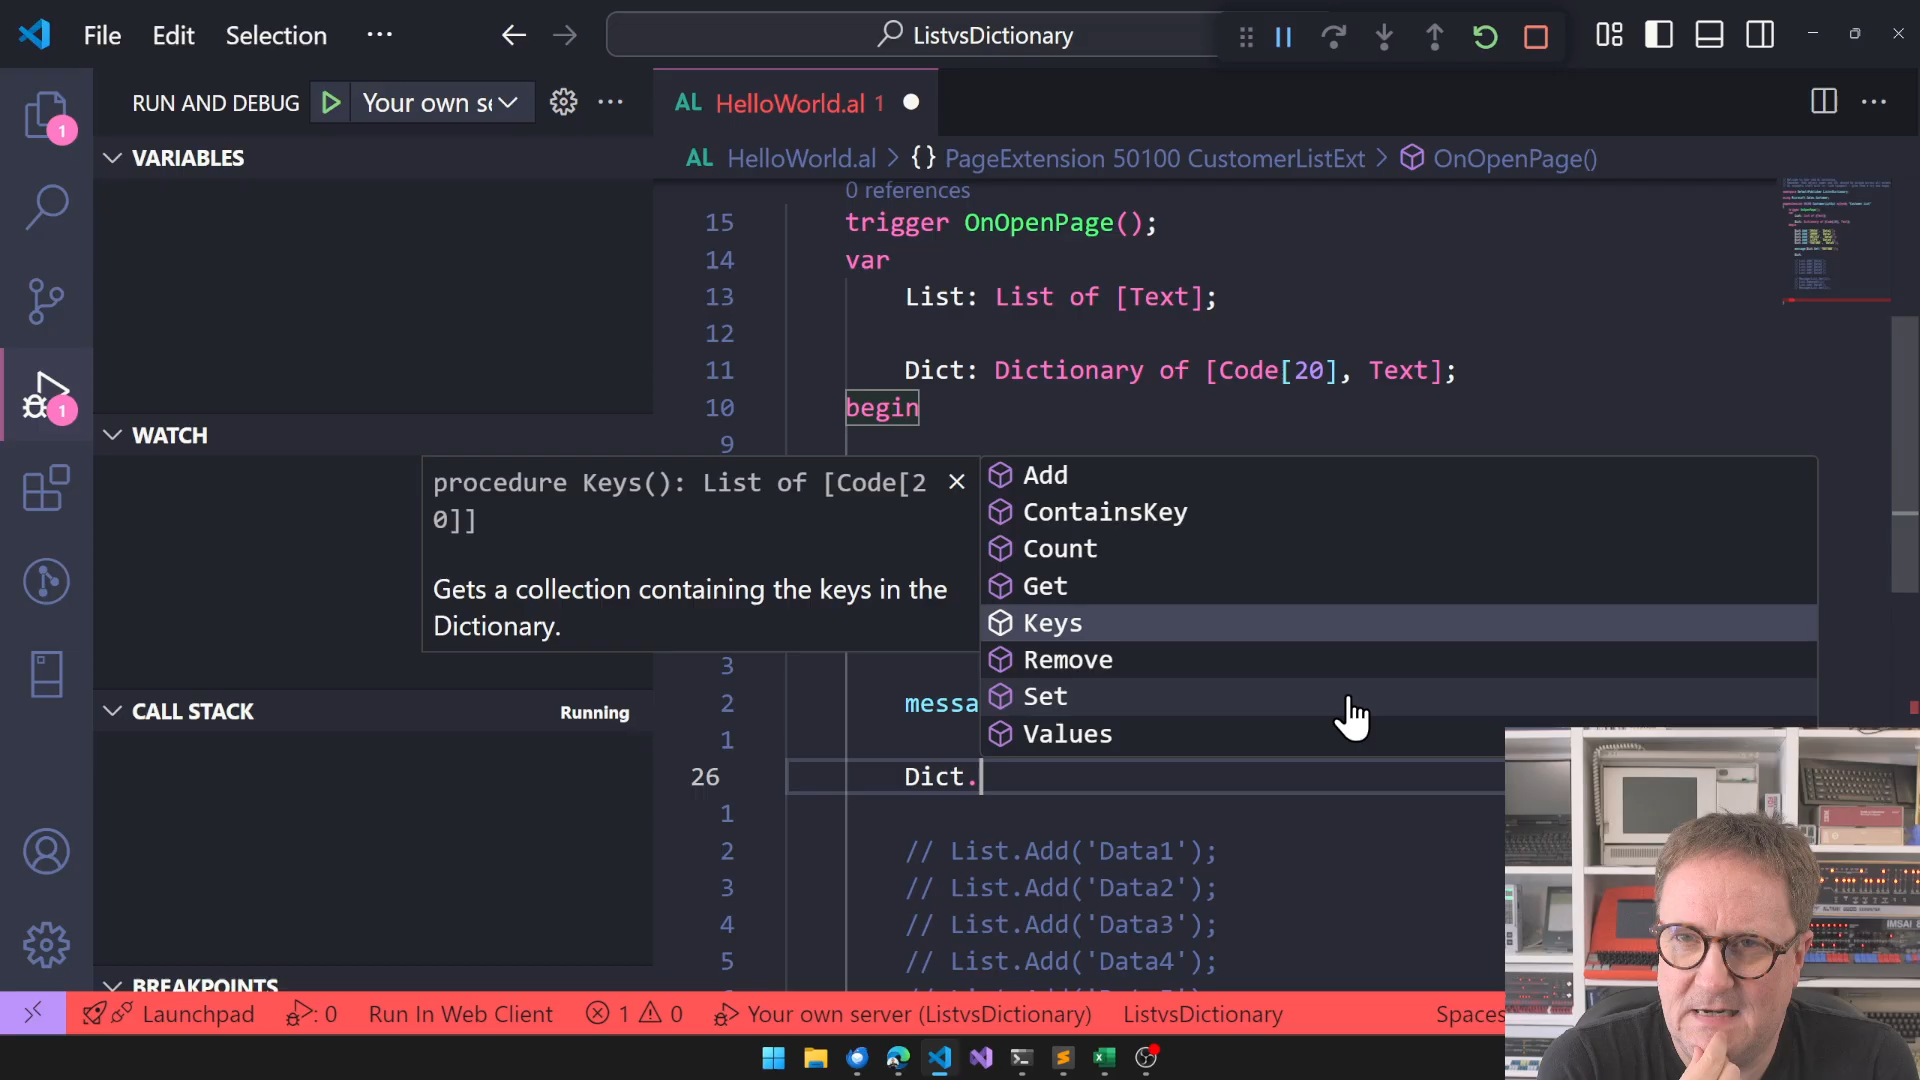 File Edit Selection ···
ListvsDictionary
RUN AND DEBUG
Your own se
AL HelloWorld.al 1
AL HelloWorld.al > {} PageExtension 50100 CustomerListExt > OnOpenPage()
1
VARIABLES
0 references
15 trigger OnOpenPage();
14 var
13 List: List of [Text];
12
11 Dict: Dictionary of [Code[20], Text];
10 begin
1
WATCH
9
procedure Keys(): List of [Code[2
0]]
Gets a collection containing the keys in the
Dictionary.
Add
ContainsKey
Count
Get
Keys
Remove
Set
Values
3
2 messa
1
26 Dict.
1
2 // List.Add('Data1');
3 // List.Add('Data2');
4 // List.Add('Data3');
5 // List.Add('Data4');
CALL STACK Running
BREAKPOINTS
Launchpad : 0 Run In Web Client 1 0 Your own server (ListvsDictionary) ListvsDictionary Spaces
IMSAI